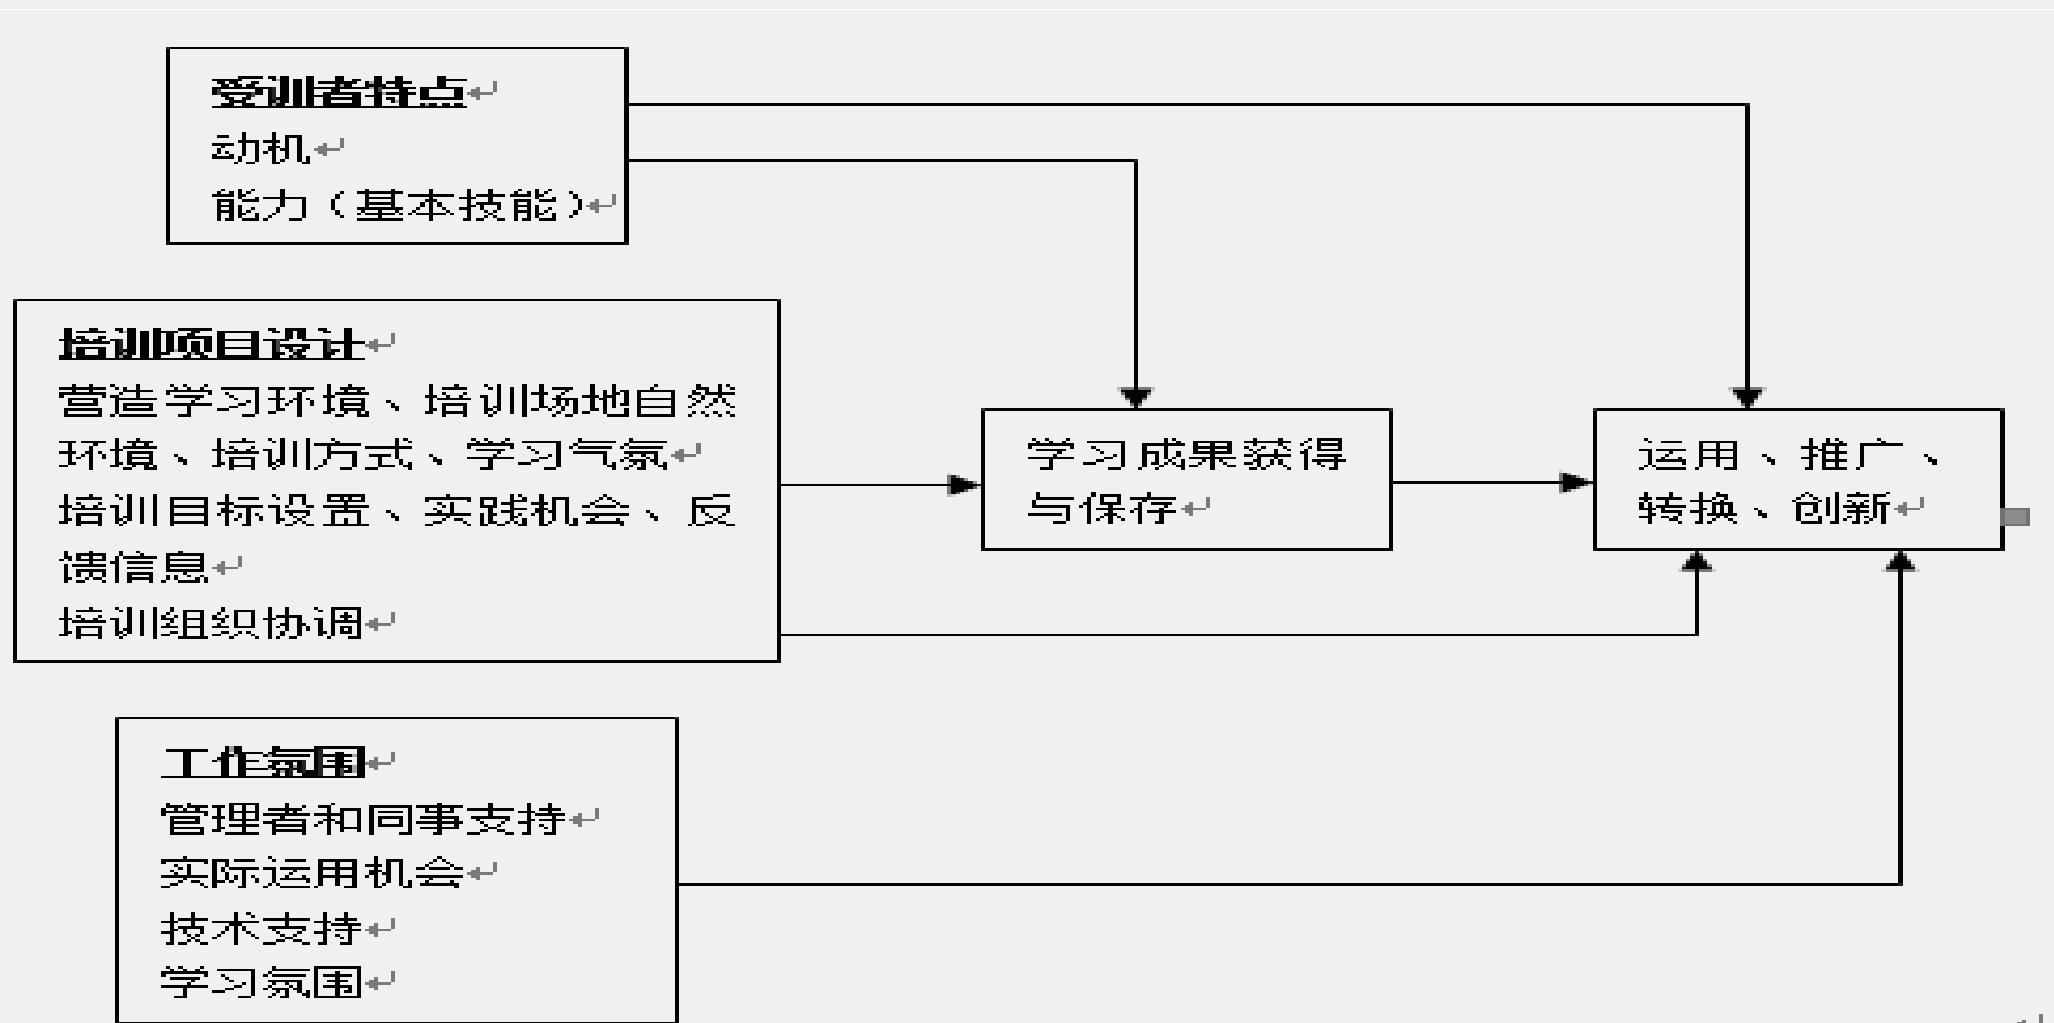 受训者特点
动机
能力（基本技能）
培训项目设计
营造学习环境、培训场地自然
环境、培训方式、学习气氛
培训目标设置、实践机会、反
馈信息
培训组织协调
学习成果获得
与保存
运用、推广、
转换、创新
工作氛围
管理者和同事支持
实际运用机会
技术支持
学习氛围